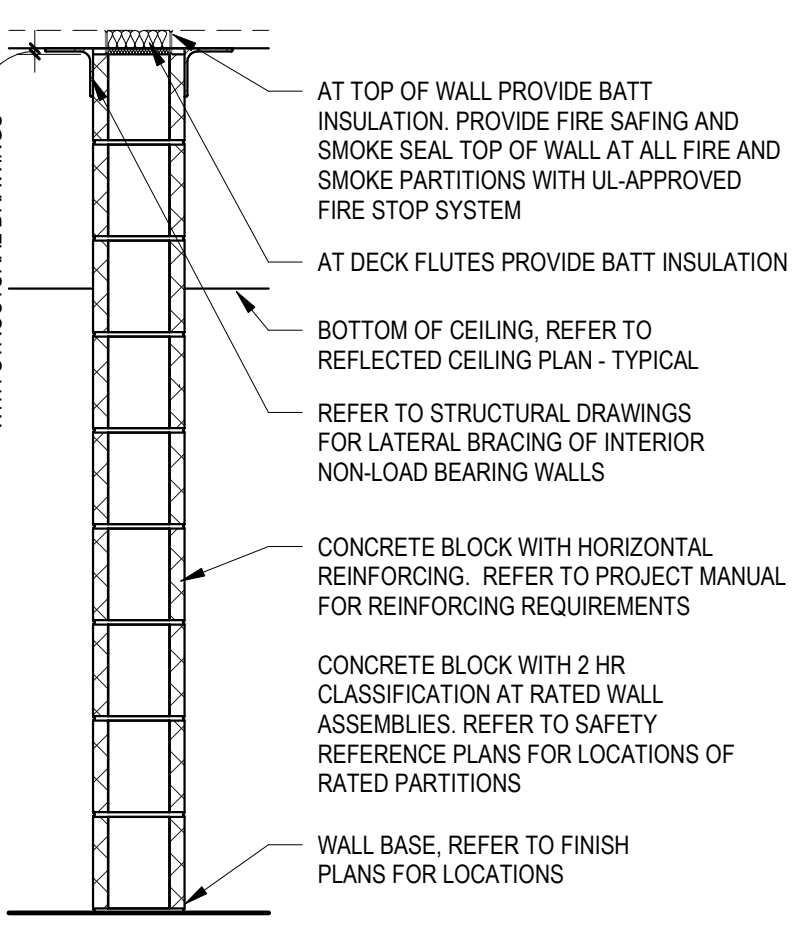 AT TOP OF WALL PROVIDE BATT
INSULATION. PROVIDE FIRE SAFING AND
SMOKE SEAL TOP OF WALL AT ALL FIRE AND
SMOKE PARTITIONS WITH UL-APPROVED
FIRE STOP SYSTEM
AT DECK FLUTES PROVIDE BATT INSULATION
BOTTOM OF CEILING, REFER TO
REFLECTED CEILING PLAN - TYPICAL
REFER TO STRUCTURAL DRAWINGS
FOR LATERAL BRACING OF INTERIOR
NON-LOAD BEARING WALLS
CONCRETE BLOCK WITH HORIZONTAL
REINFORCING. REFER TO PROJECT MANUAL
FOR REINFORCING REQUIREMENTS
CONCRETE BLOCK WITH 2 HR
CLASSIFICATION AT RATED WALL
ASSEMBLIES. REFER TO SAFETY
REFERENCE PLANS FOR LOCATIONS OF
RATED PARTITIONS
WALL BASE, REFER TO FINISH
PLANS FOR LOCATIONS